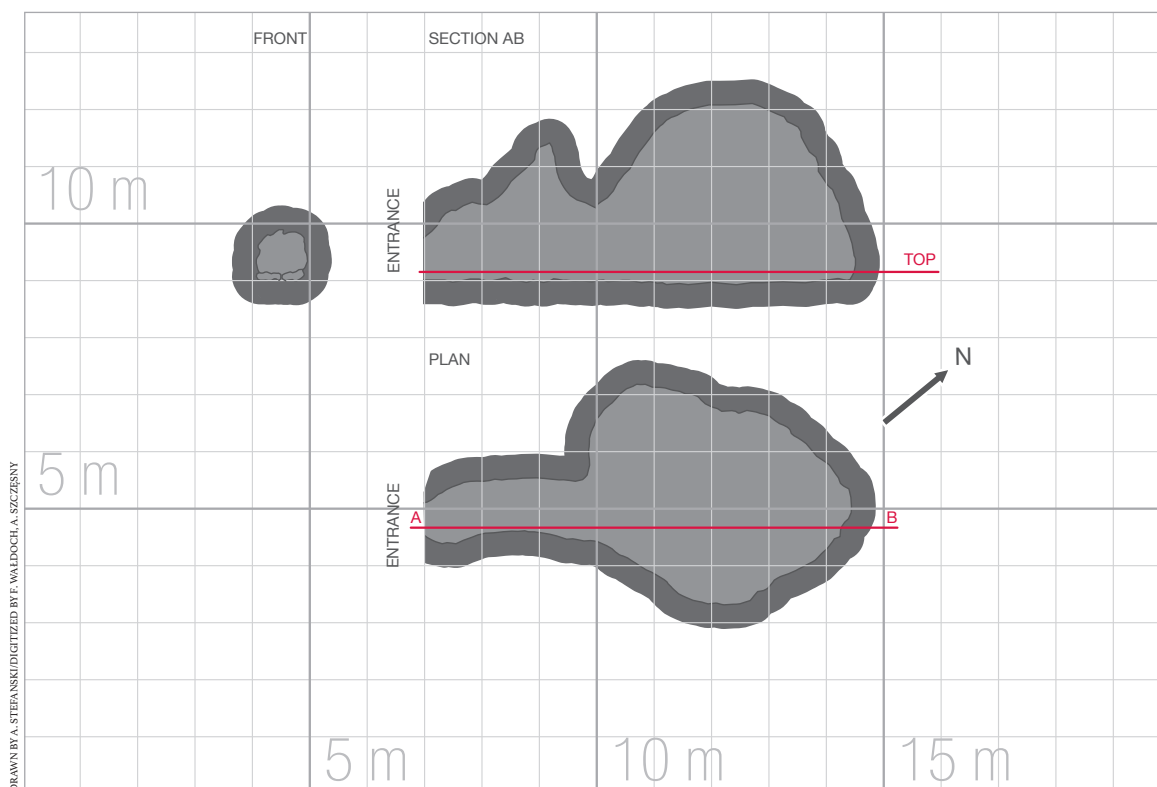 FRONT
SECTION AB
10 m
ENTRANCE
TOP
PLAN
N
5 m
ENTRANCE
A
B
DRAWN BY A. STEFANSKI/DIGITIZED BY F. WAŁDOCH, A. SZCZĘSNY
5 m
10 m
15 m